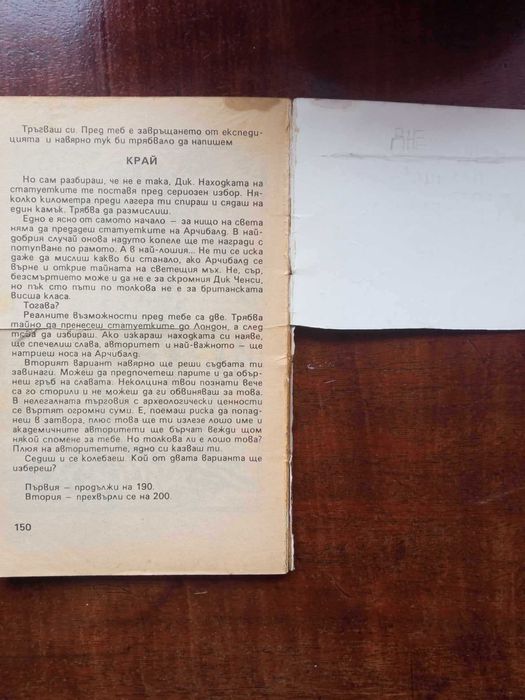 Тръгваш си. Пред теб е завръщането от експеди-
цията и навярно тук би трябвало да напишем
КРАЙ
Но сам разбираш, че не е така, Дик. Находката на
статуетките те поставя пред сериозен избор. Ня-
колко километра преди лагера ти спираш и сядаш на
един камък. Трябва да размислиш.
Едно е ясно от самото начало – за нищо на света
няма да предадеш статуетките на Арчибалд. В най-
добрия случай онова надуто копеле ще те награди с
потупване по рамото. А в най-лошия... Не ти се иска
даже да мислиш какво би станало, ако Арчибалд се
върне и открие тайната на светещия мъх. Не, сър,
безсмъртието може и да не е за скромния Дик Ченси,
но пък сто пъти по толкова не е за британската
висша класа.
Тогава?
Реалните възможности пред тебе са две. Трябва
тайно да пренесеш статуетките до Лондон, а след
това да избираш. Ако изкараш находката си наяве,
ще спечелиш слава, авторитет и най-важното – ще
натриеш носа на Арчибалд.
Вторият вариант навярно ще реши съдбата ти
завинаги. Можеш да предпочетеш парите и да обър-
неш гръб на славата. Неколцина твои познати вече
са го сторили и не можеш да ги обвиняваш за това.
В нелегалната търговия с археологически ценности
се въртят огромни суми. Е, поемаш риска да попад-
неш в затвора, плюс това ще ти излезе лошо име и
академичните авторитети ще бърчат вежди щом
някой спомене за тебе. Но толкова ли е лошо това?
Плюя на авторитетите, ядно си казваш ти.
Седиш и се колебаеш. Кой от двата варианта ще
избереш?
Първия – продължи на 190.
Втория – прехвърли се на 200.
150